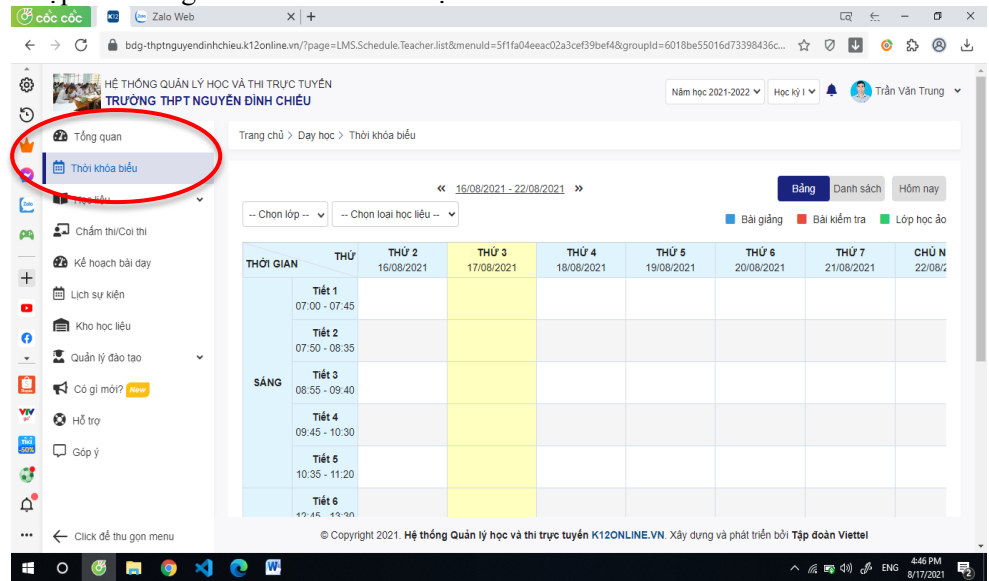 cốc cốc K12 Zalo Web
bdg-thptnguyendinhchieu.k12online.vn/?page=LMS.Schedule.Teacher.list&menuId=5f1fa04eeac02a3cef39bef4&groupId=6018be55016d73398436c...
HỆ THỐNG QUẢN LÝ HỌC VÀ THI TRỰC TUYẾN
TRƯỜNG THPT NGUYỄN ĐÌNH CHIỂU
Năm học 2021-2022 Học kỳ I Trần Văn Trung
Tổng quan
Thời khóa biểu
Học liệu
Chấm thi/Coi thi
Kế hoạch bài dạy
Lịch sự kiện
Kho học liệu
Quản lý đào tạo
Có gì mới? New
Hỗ trợ
Góp ý
Click để thu gọn menu
Trang chủ > Dạy học > Thời khóa biểu
« 16/08/2021 - 22/08/2021 »
Bảng Danh sách Hôm nay
-- Chọn lớp -- -- Chọn loại học liệu --
Bài giảng Bài kiểm tra Lớp học ảo
THỜI GIAN THỨ
THỨ 2 THỨ 3 THỨ 4 THỨ 5 THỨ 6 THỨ 7 CHỦ N
16/08/2021 17/08/2021 18/08/2021 19/08/2021 20/08/2021 21/08/2021 22/08/2
SÁNG
Tiết 1
07:00 - 07:45
Tiết 2
07:50 - 08:35
Tiết 3
08:55 - 09:40
Tiết 4
09:45 - 10:30
Tiết 5
10:35 - 11:20
Tiết 6
12:45 - 13:30
© Copyright 2021. Hệ thống Quản lý học và thi trực tuyến K12ONLINE.VN. Xây dựng và phát triển bởi Tập đoàn Viettel
ENG 4:46 PM
8/17/2021